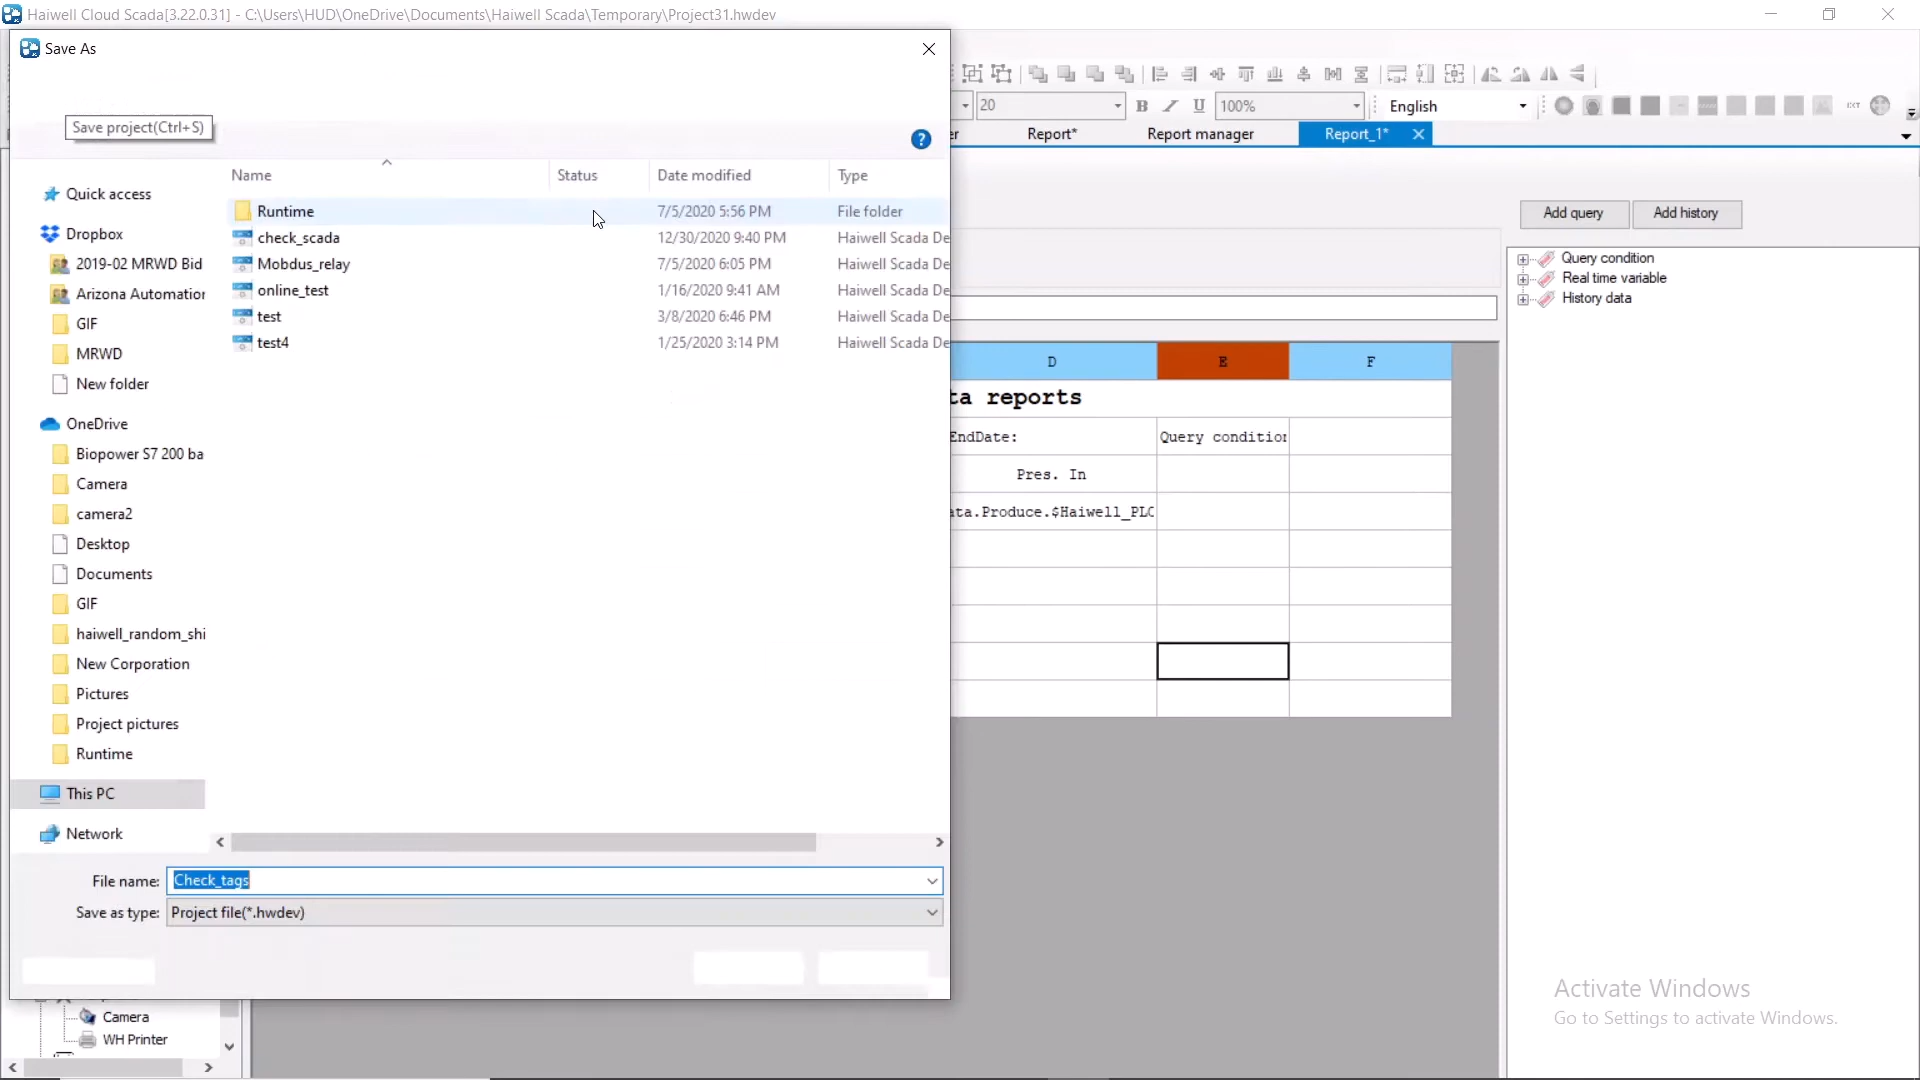 Haiwell Cloud Scada[3.22.0.31] - C:\Users\HUD\OneDrive\Documents\Haiwell Scada\Temporary\Project31.hwdev
Save As
Save project(Ctrl+S)
Name Status Date modified Type
Quick access
Dropbox
2019-02 MRWD Bid
Arizona Automation
GIF
MRWD
New folder
OneDrive
Biopower S7 200 ba
Camera
camera2
Desktop
Documents
GIF
haiwell_random_shi
New Corporation
Pictures
Project pictures
Runtime
This PC
Network
Runtime 7/5/2020 5:56 PM File folder
check_scada 12/30/2020 9:40 PM Haiwell Scada De
Mobdus_relay 7/5/2020 6:05 PM Haiwell Scada De
online_test 1/16/2020 9:41 AM Haiwell Scada De
test 3/8/2020 6:46 PM Haiwell Scada De
test4 1/25/2020 3:14 PM Haiwell Scada De
File name: Check_tags
Save as type: Project file(*.hwdev)
Camera
WH Printer
20 B I U 100% English
er Report* Report manager Report_1*
Add query Add history
Query condition
Real time variable
History data
D E F
ta reports
EndDate: Query condition
Pres. In
ata.Produce.$Haiwell_PLC
Activate Windows
Go to Settings to activate Windows.